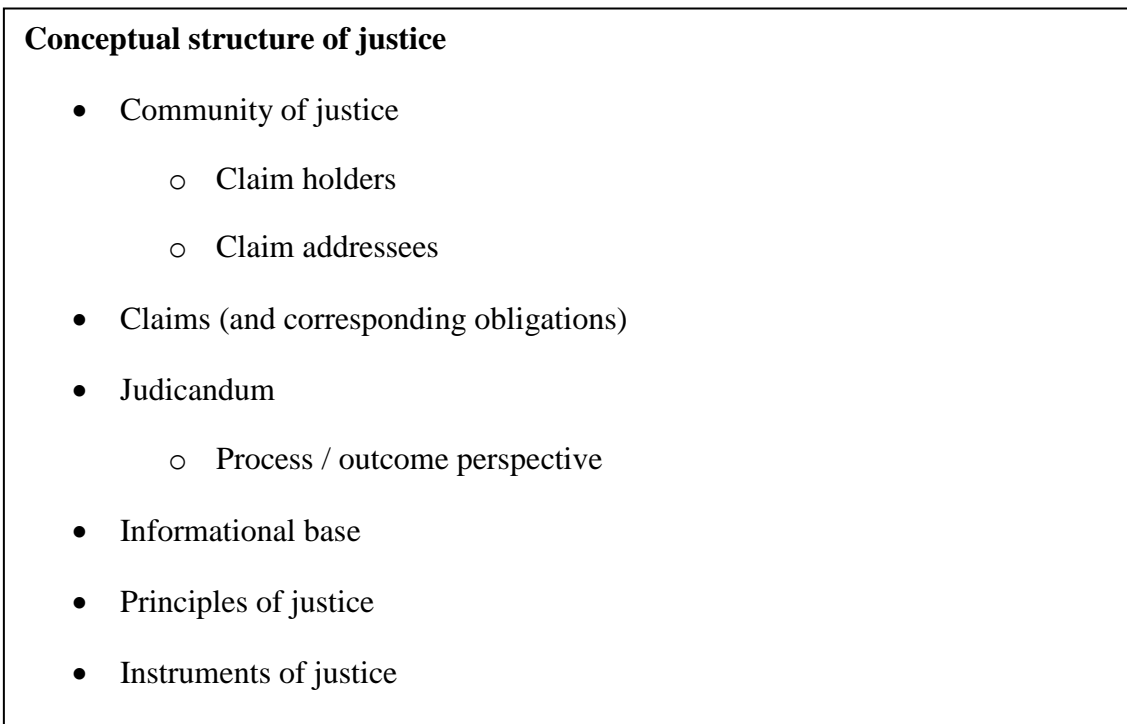 Conceptual structure of justice
• Community of justice
o Claim holders
o Claim addressees
• Claims (and corresponding obligations)
• Judicandum
o Process / outcome perspective
• Informational base
• Principles of justice
• Instruments of justice